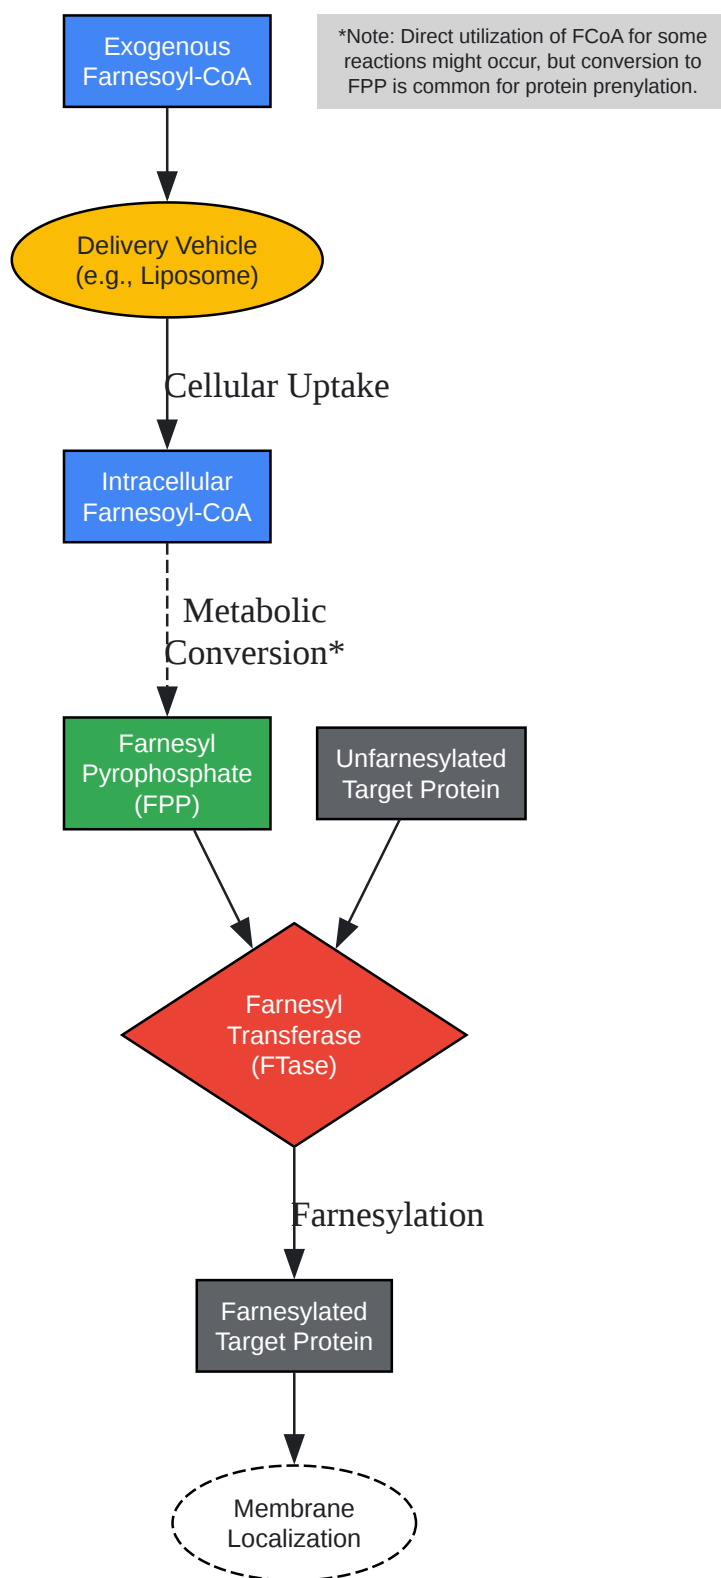 Exogenous
Farnesoyl-CoA
*Note: Direct utilization of FCoA for some
reactions might occur, but conversion to
FPP is common for protein prenylation.
Delivery Vehicle
(e.g., Liposome)
Cellular Uptake
Intracellular
Farnesoyl-CoA
Metabolic
Conversion*
Farnesyl
Pyrophosphate
(FPP)
Unfarnesylated
Target Protein
Farnesyl
Transferase
(FTase)
Farnesylation
Farnesylated
Target Protein
Membrane
Localization